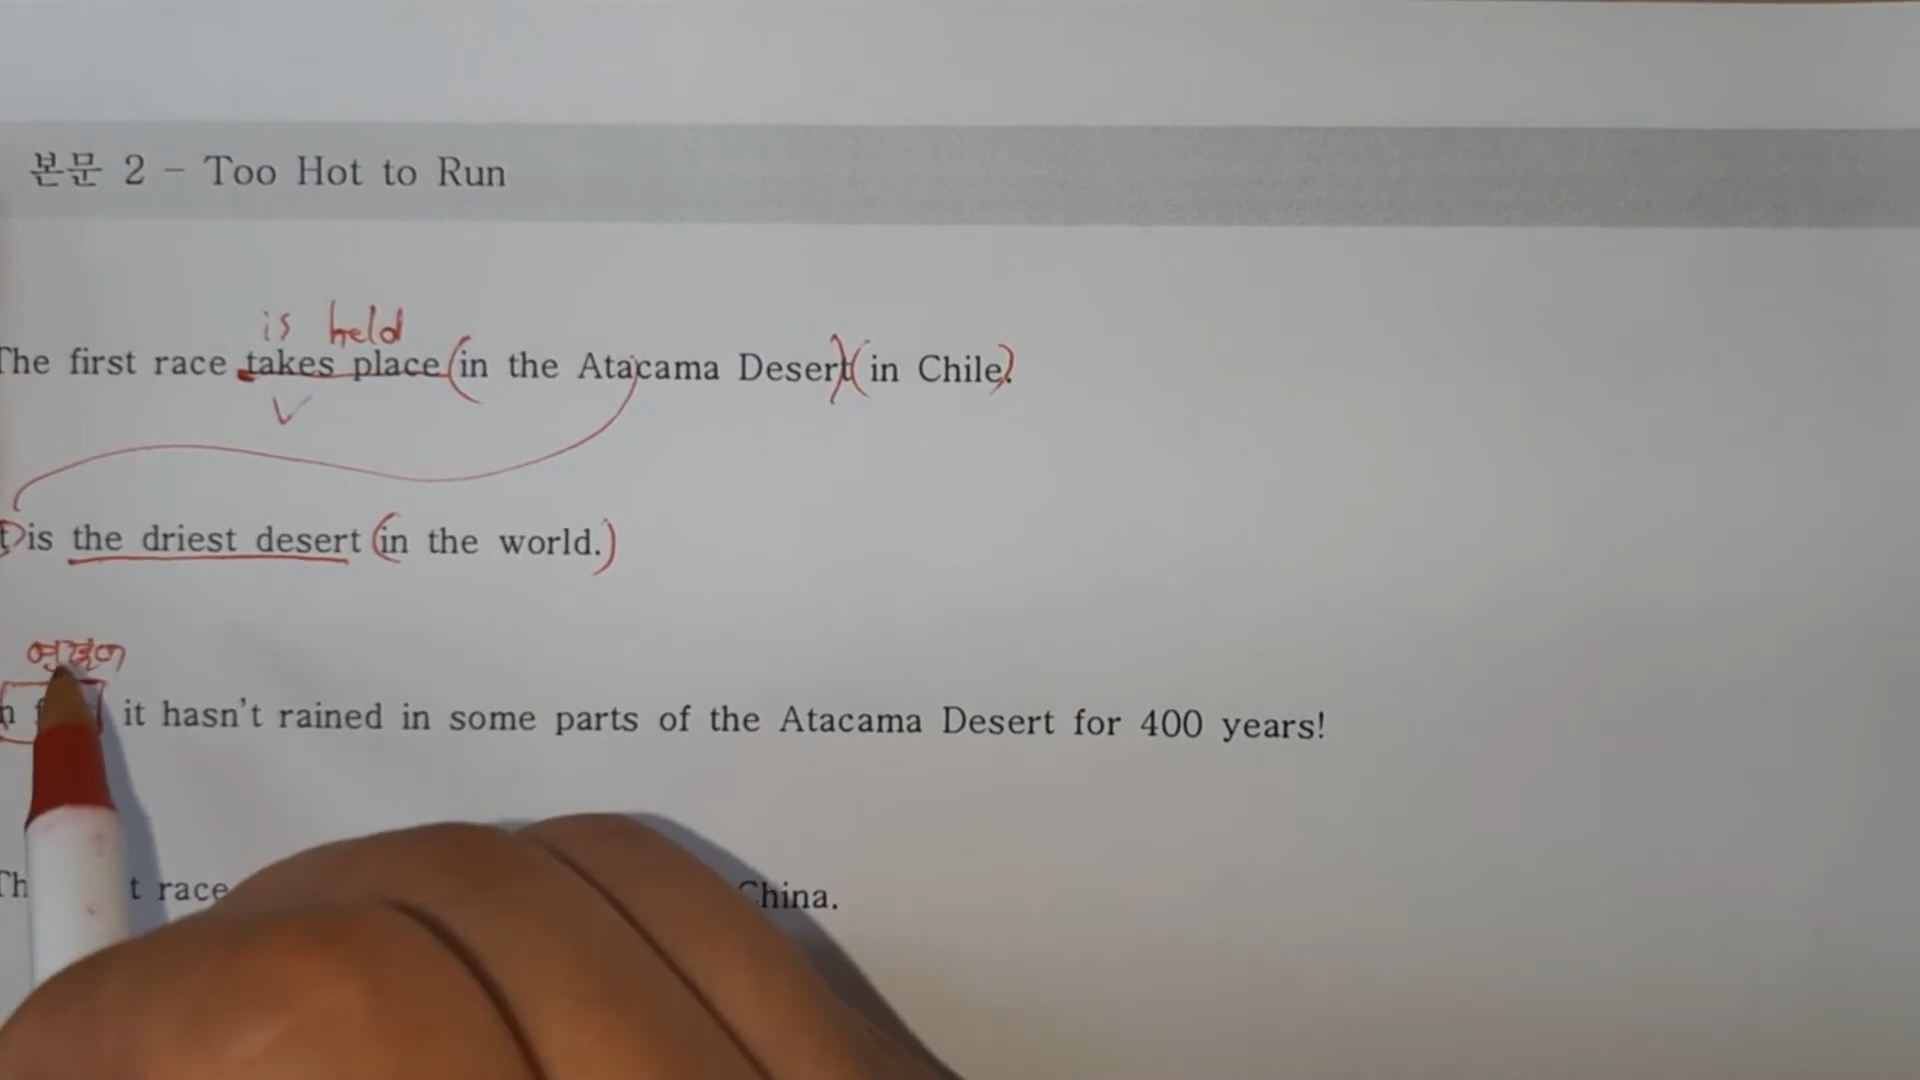 본문 2 - Too Hot to Run
is held
The first race takes place (in the Atacama Desert) (in Chile.)
is the driest desert (in the world.)
연결어
it hasn't rained in some parts of the Atacama Desert for 400 years!
race
China.